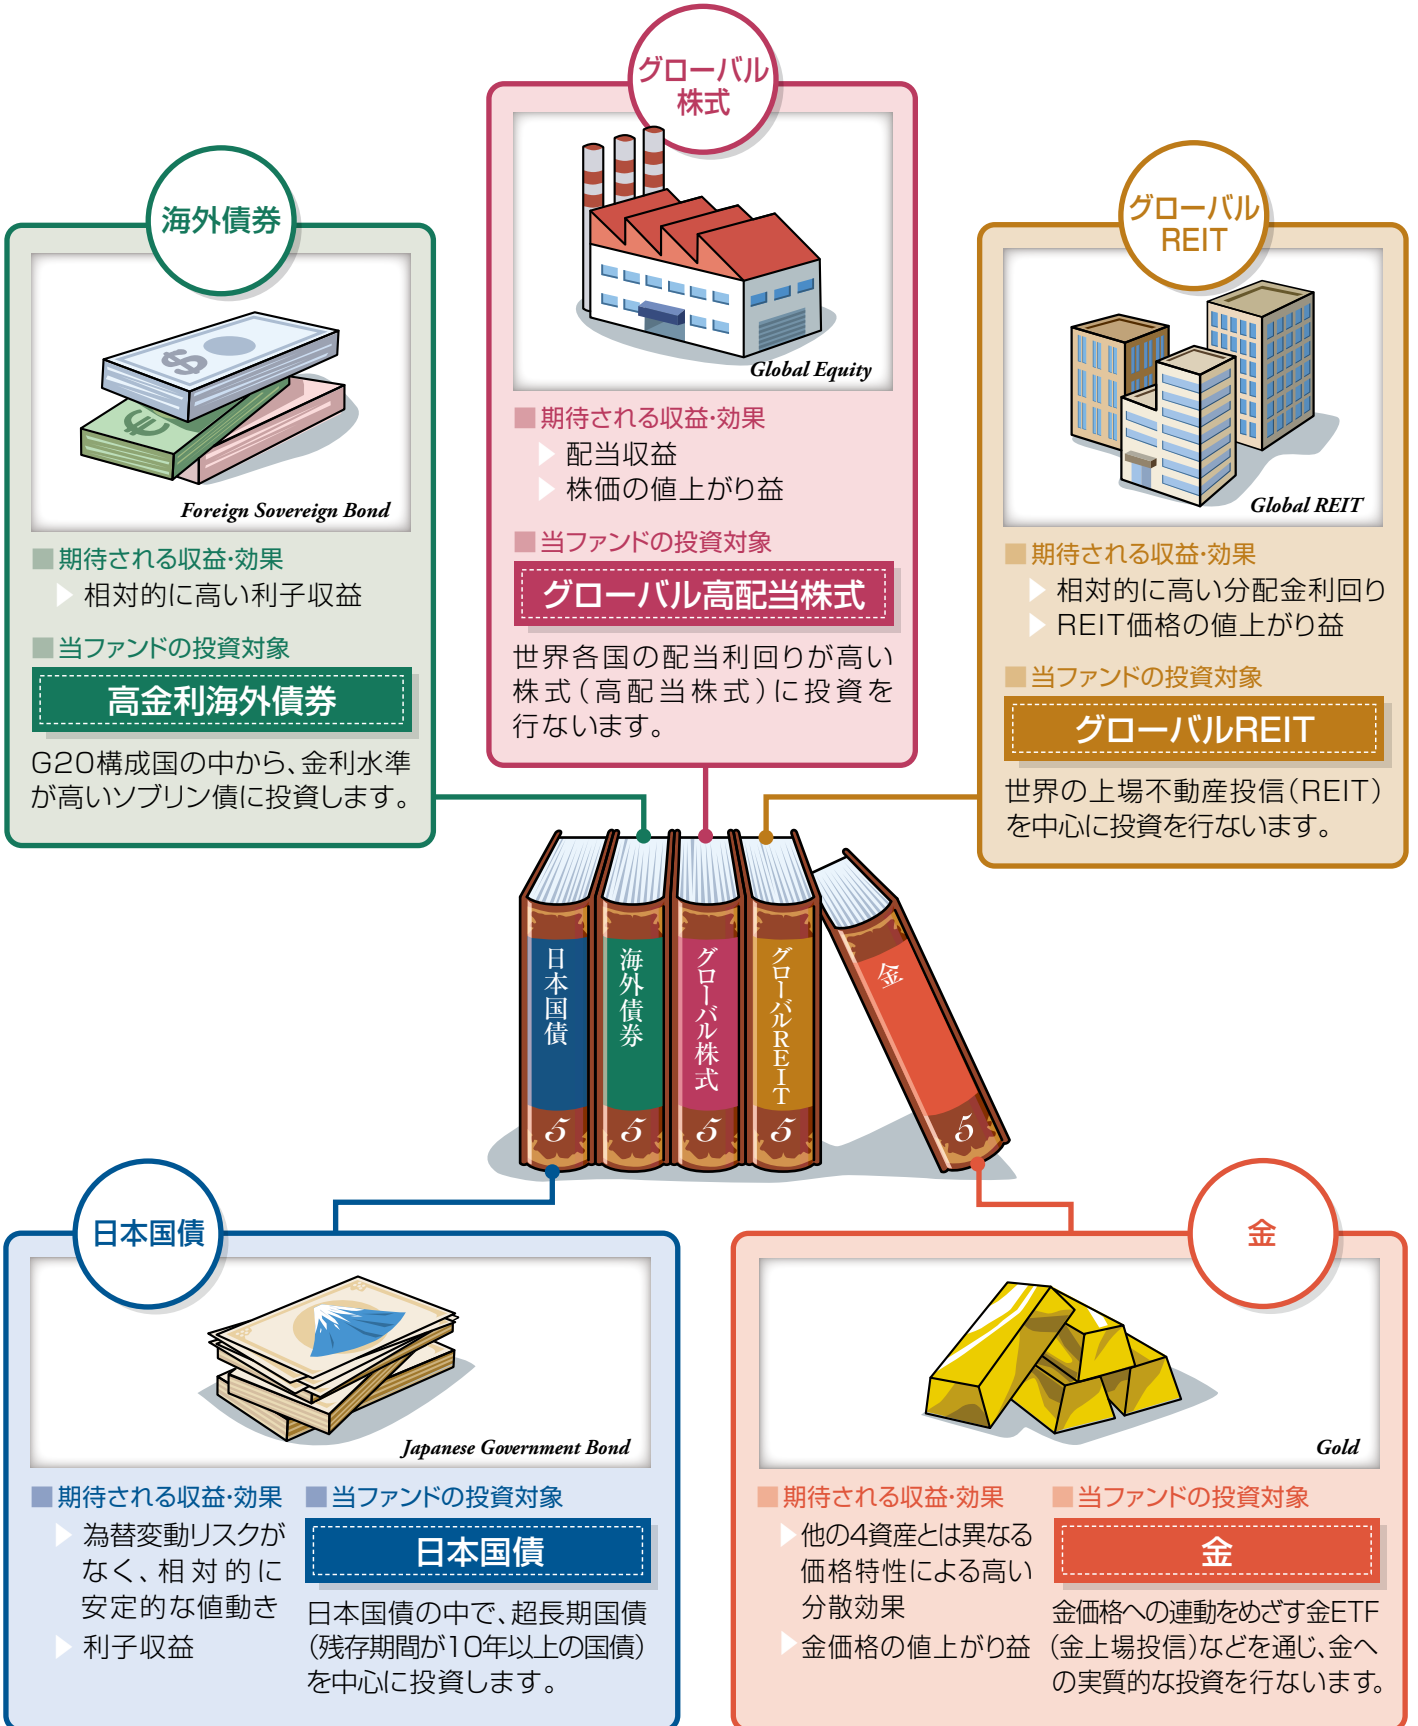 グローバル
株式
Global Equity
■期待される収益・効果
▶ 配当収益
▶ 株価の値上がり益
■当ファンドの投資対象
グローバル高配当株式
世界各国の配当利回りが高い
株式(高配当株式)に投資を
行ないます。
海外債券
Foreign Sovereign Bond
■期待される収益・効果
▶ 相対的に高い利子収益
■当ファンドの投資対象
高金利海外債券
G20構成国の中から、金利水準
が高いソブリン債に投資します。
グローバル
REIT
Global REIT
■期待される収益・効果
▶ 相対的に高い分配金利回り
▶ REIT価格の値上がり益
■当ファンドの投資対象
グローバルREIT
世界の上場不動産投信(REIT)
を中心に投資を行ないます。
日本国債
5
海外債券
5
グローバル株式
5
グローバルREIT
5
金
5
日本国債
Japanese Government Bond
■期待される収益・効果
▶ 為替変動リスクが
なく、相対的に
安定的な値動き
▶ 利子収益
■当ファンドの投資対象
日本国債
日本国債の中で、超長期国債
(残存期間が10年以上の国債)
を中心に投資します。
金
Gold
■期待される収益・効果
▶ 他の4資産とは異なる
価格特性による高い
分散効果
▶ 金価格の値上がり益
■当ファンドの投資対象
金
金価格への連動をめざす金ETF
(金上場投信)などを通じ、金へ
の実質的な投資を行ないます。